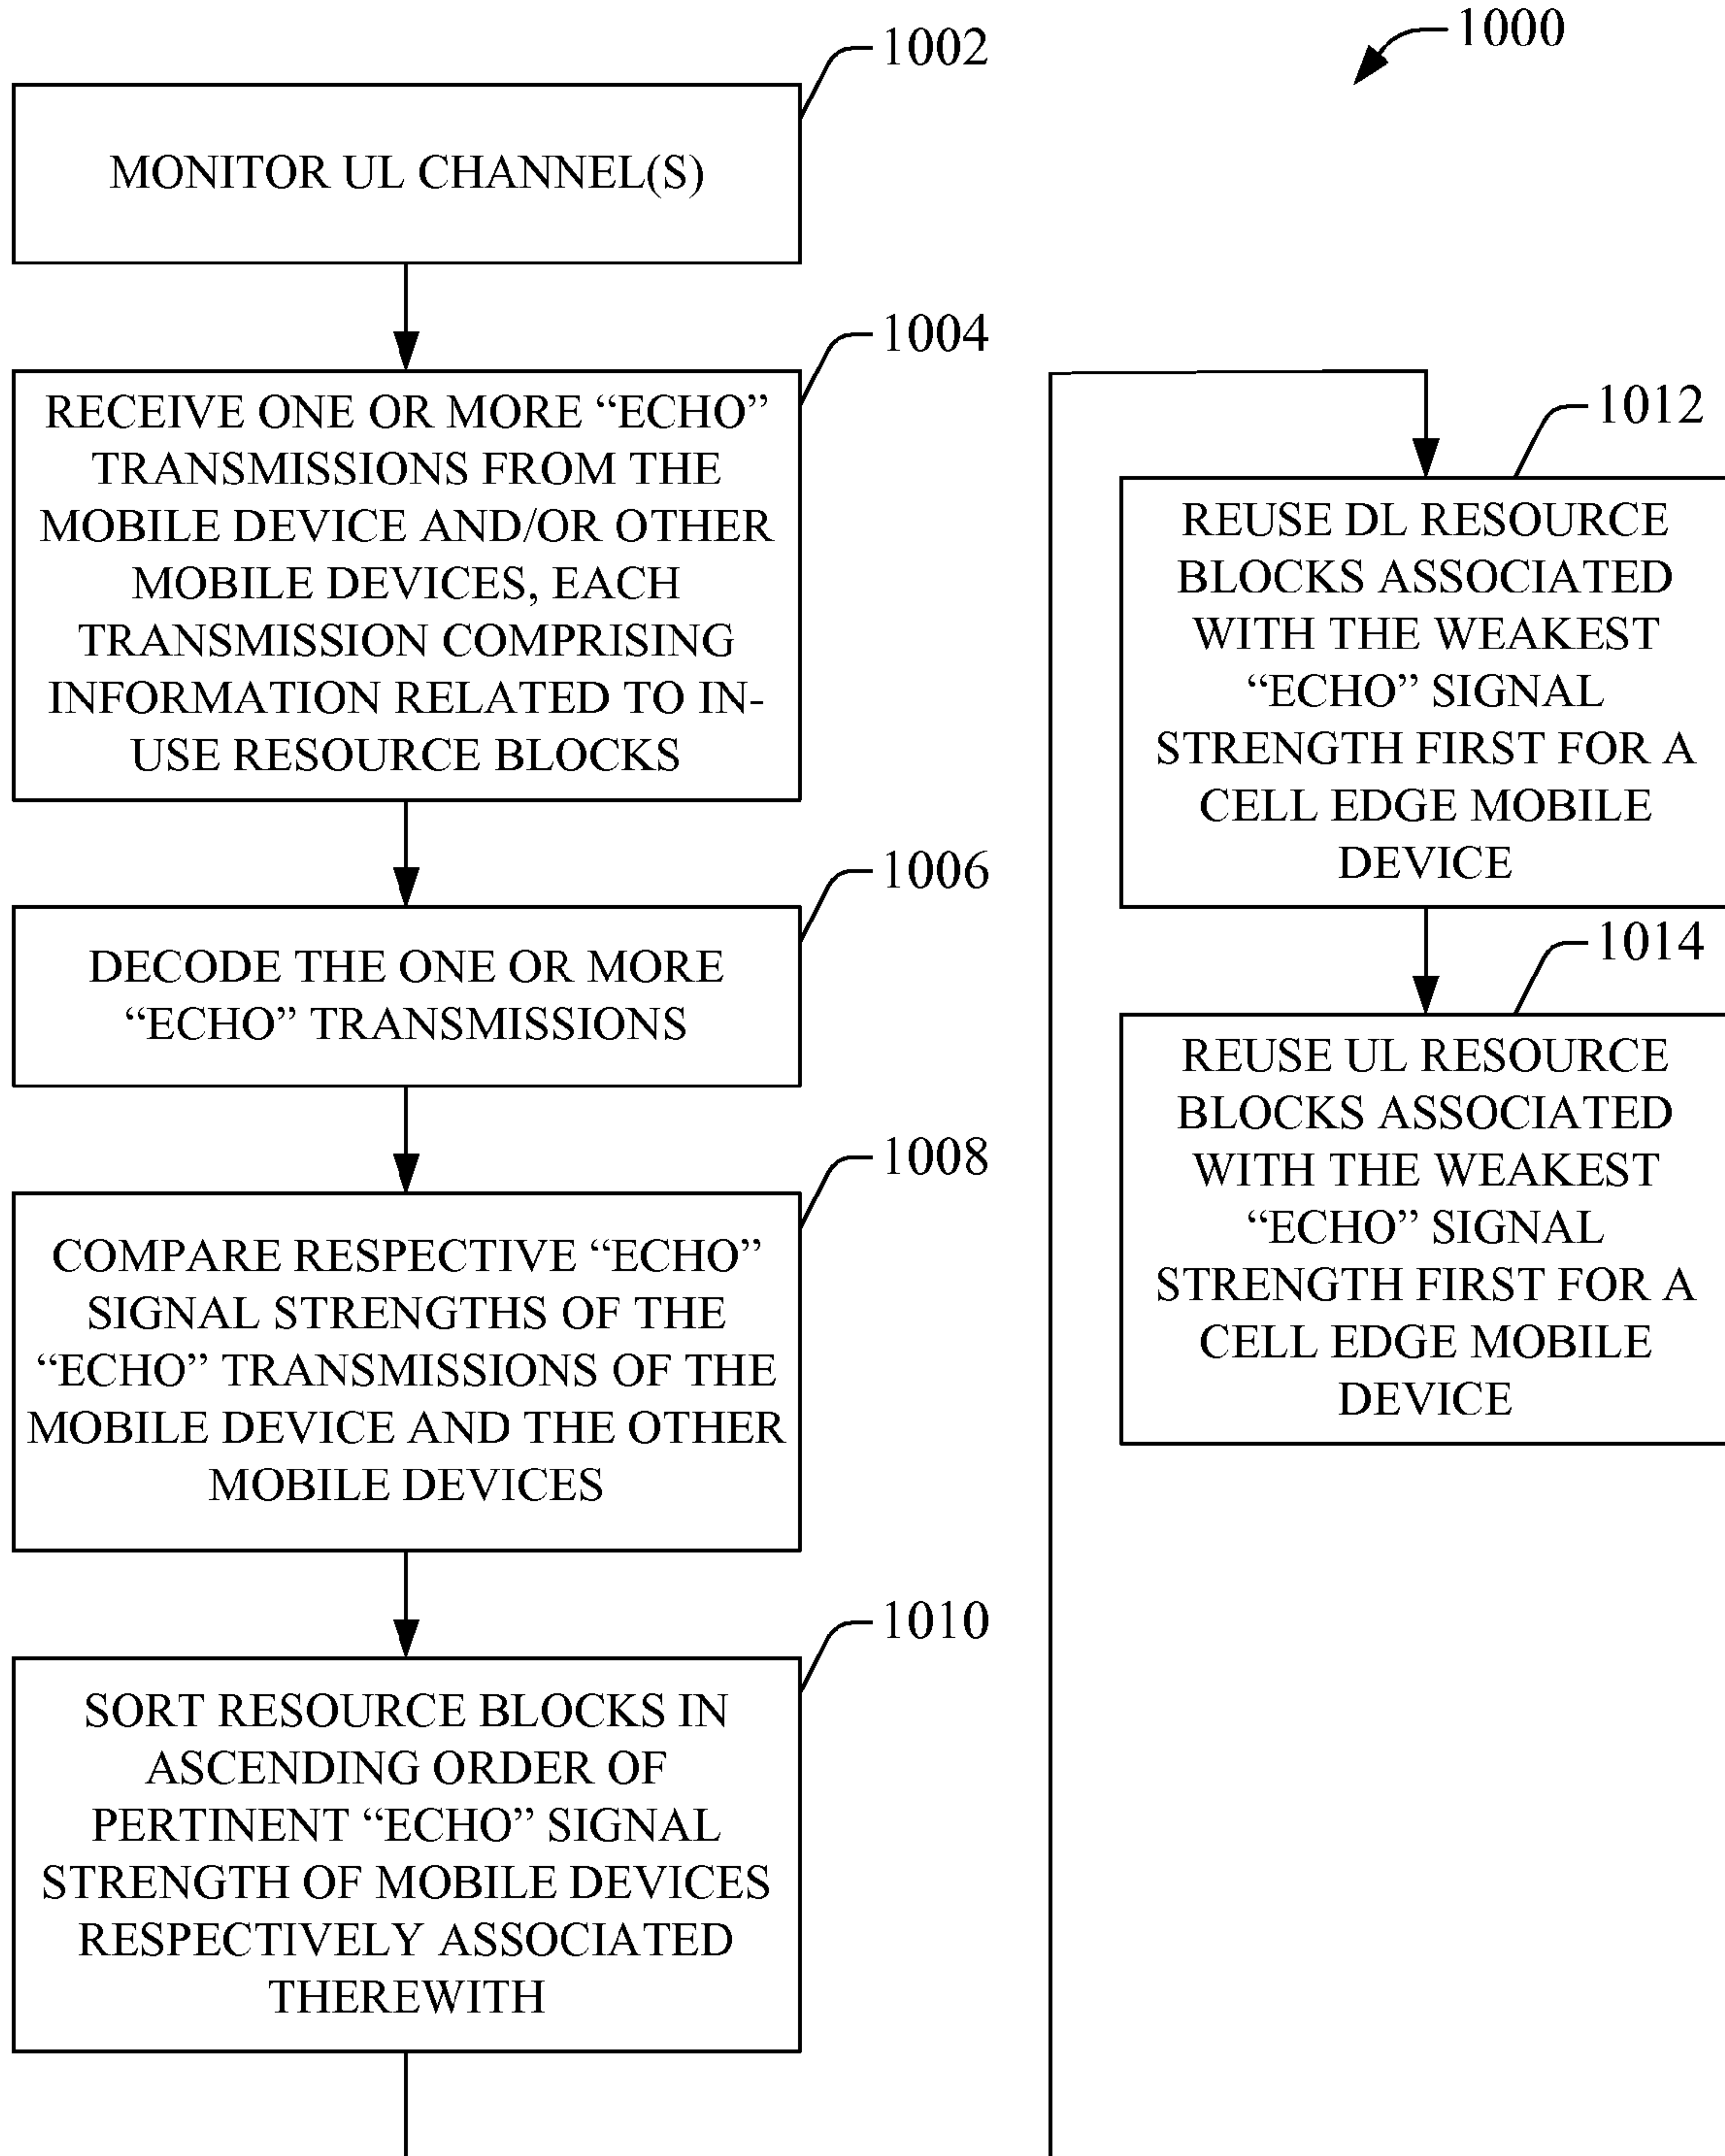 1000
1002
MONITOR UL CHANNEL(S)
1004
RECEIVE ONE OR MORE “ECHO”
TRANSMISSIONS FROM THE
MOBILE DEVICE AND/OR OTHER
MOBILE DEVICES, EACH
TRANSMISSION COMPRISING
INFORMATION RELATED TO IN-
USE RESOURCE BLOCKS
1006
DECODE THE ONE OR MORE
“ECHO” TRANSMISSIONS
1008
COMPARE RESPECTIVE “ECHO”
SIGNAL STRENGTHS OF THE
“ECHO” TRANSMISSIONS OF THE
MOBILE DEVICE AND THE OTHER
MOBILE DEVICES
1010
SORT RESOURCE BLOCKS IN
ASCENDING ORDER OF
PERTINENT “ECHO” SIGNAL
STRENGTH OF MOBILE DEVICES
RESPECTIVELY ASSOCIATED
THEREWITH
1012
REUSE DL RESOURCE
BLOCKS ASSOCIATED
WITH THE WEAKEST
“ECHO” SIGNAL
STRENGTH FIRST FOR A
CELL EDGE MOBILE
DEVICE
1014
REUSE UL RESOURCE
BLOCKS ASSOCIATED
WITH THE WEAKEST
“ECHO” SIGNAL
STRENGTH FIRST FOR A
CELL EDGE MOBILE
DEVICE